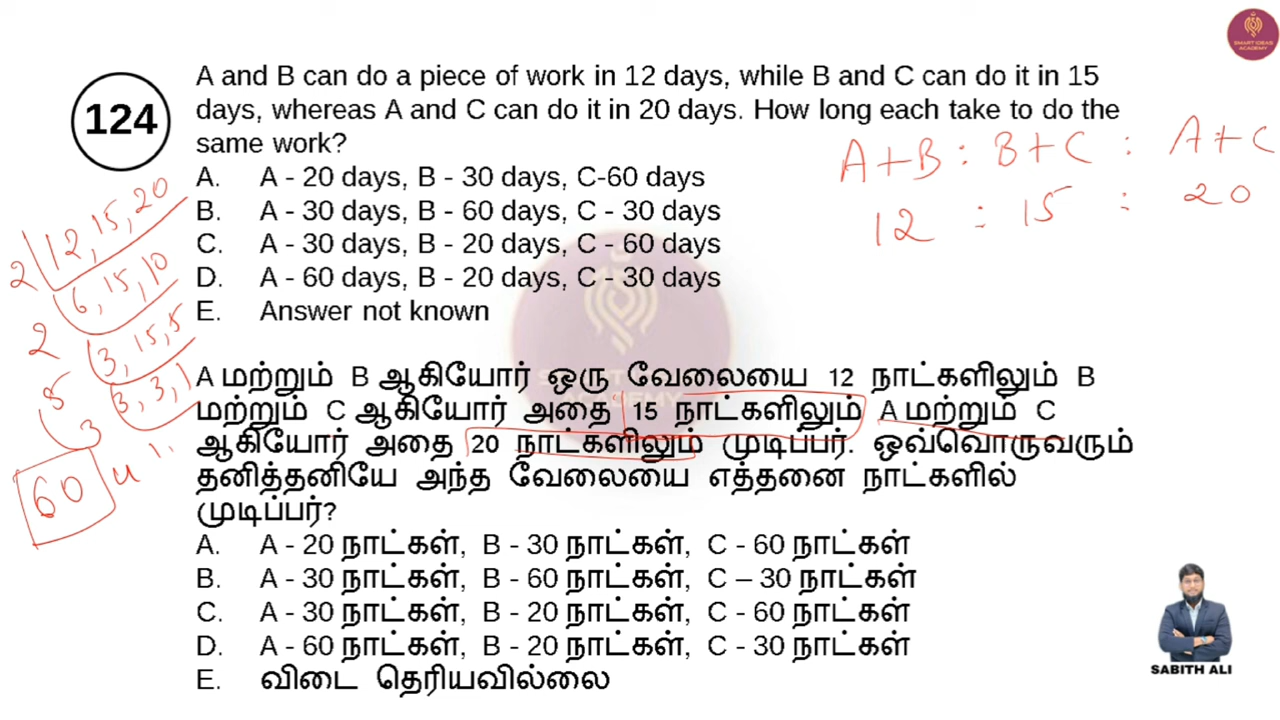 SMART IDEAS
ACADEMY
124
A and B can do a piece of work in 12 days, while B and C can do it in 15
days, whereas A and C can do it in 20 days. How long each take to do the
same work?
A. A - 20 days, B - 30 days, C-60 days
B. A - 30 days, B - 60 days, C - 30 days
C. A - 30 days, B - 20 days, C - 60 days
D. A - 60 days, B - 20 days, C - 30 days
E. Answer not known
A+B : B+C : A+C
12 : 15 : 20
2 12, 15, 20
2 6, 15, 10
5 3, 15, 5
3 3, 3, 1
60 u
A மற்றும் B ஆகியோர் ஒரு வேலையை 12 நாட்களிலும் B
மற்றும் C ஆகியோர் அதை 15 நாட்களிலும் A மற்றும் C
ஆகியோர் அதை 20 நாட்களிலும் முடிப்பர். ஒவ்வொருவரும்
தனித்தனியே அந்த வேலையை எத்தனை நாட்களில்
முடிப்பர்?
A. A - 20 நாட்கள், B - 30 நாட்கள், C - 60 நாட்கள்
B. A - 30 நாட்கள், B - 60 நாட்கள், C – 30 நாட்கள்
C. A - 30 நாட்கள், B - 20 நாட்கள், C - 60 நாட்கள்
D. A - 60 நாட்கள், B - 20 நாட்கள், C - 30 நாட்கள்
E. விடை தெரியவில்லை
SABITH ALI